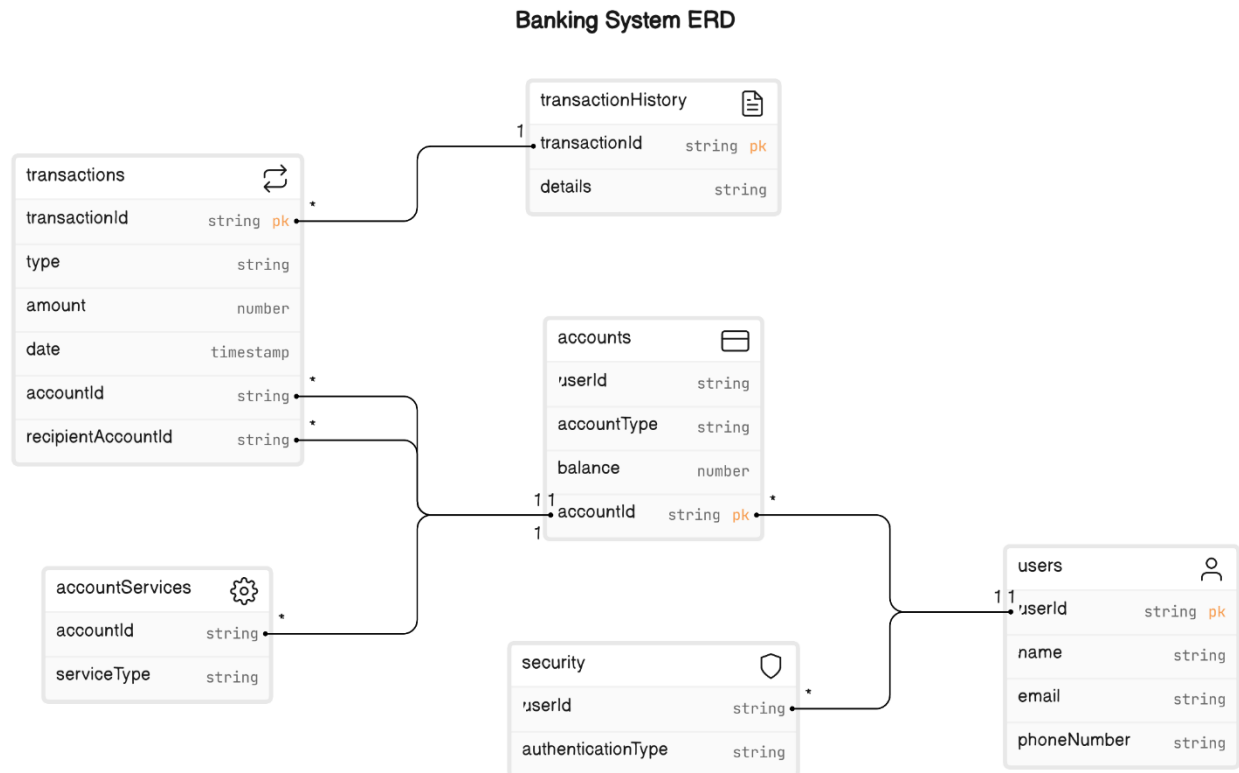 Banking System ERD
transactionHistory
1
transactionId string pk
details string
transactions
transactionId string pk *
type string
amount number
date timestamp
accountId string *
recipientAccountId string *
accounts
userId string
accountType string
balance number
1 1
accountId string pk *
1
accountServices
accountId string *
serviceType string
security
userId string *
authenticationType string
users
1 1
userId string pk
name string
email string
phoneNumber string